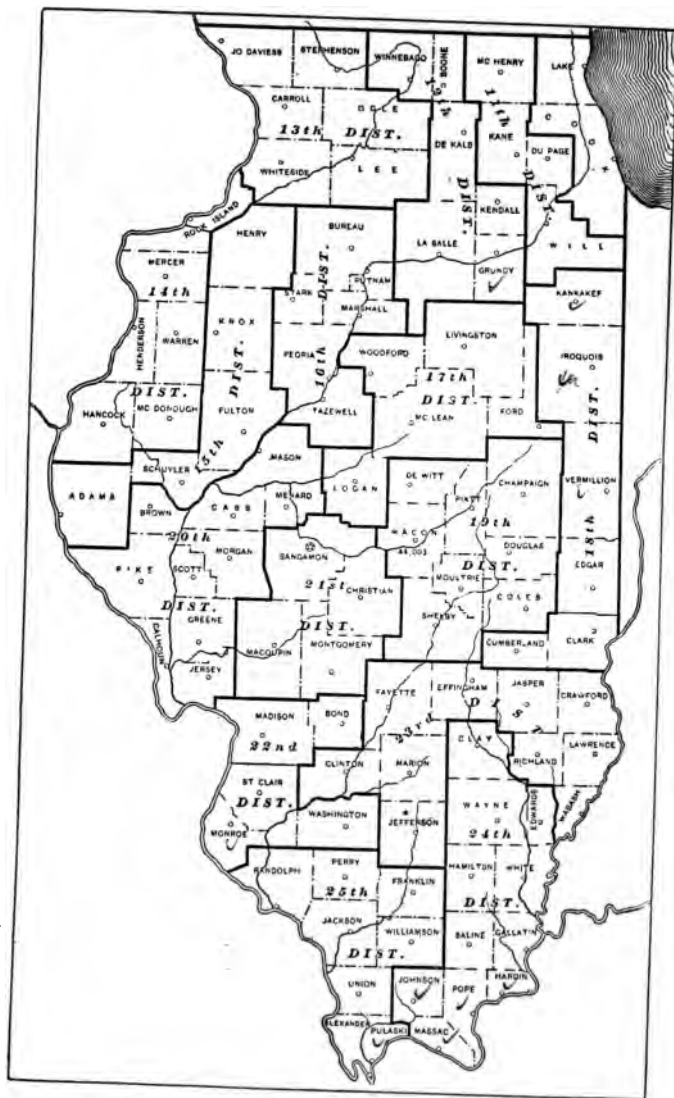 JO DAVIESS
STEPHENSON
WINNEBAGO
BOONE
MC HENRY
LAKE
CARROLL
OGLE
12th
11th
13th DIST.
DE KALB
KANE
DU PAGE
COOK
WHITESIDE
LEE
DIST.
DIST.
KENDALL
ROCK ISLAND
HENRY
BUREAU
LA SALLE
WILL
MERCER
DIST.
PUTNAM
GRUNDY
14th
STARK
MARSHALL
KANKAKEE
HENDERSON
WARREN
KNOX
DIST.
PEORIA
16th
WOODFORD
LIVINGSTON
IROQUOIS
17th
DIST.
DIST.
HANCOCK
MC DONOUGH
FULTON
TAZEWELL
MC LEAN
FORD
DIST.
15th
SCHUYLER
MASON
ADAMS
BROWN
CASS
MENARD
LOGAN
DE WITT
PIATT
CHAMPAIGN
VERMILLION
20th
MORGAN
SANGAMON
MACON
44,003
19th
DOUGLAS
18th
PIKE
SCOTT
21st
CHRISTIAN
MOULTRIE
DIST.
EDGAR
DIST.
GREENE
DIST.
SHELBY
COLES
CALHOUN
MACOUPIN
MONTGOMERY
CUMBERLAND
CLARK
JERSEY
FAYETTE
EFFINGHAM
JASPER
CRAWFORD
MADISON
BOND
DIST
22nd
23rd
CLAY
RICHLAND
LAWRENCE
CLINTON
MARION
ST CLAIR
DIST.
WAYNE
EDWARDS
WABASH
WASHINGTON
JEFFERSON
24th
MONROE
RANDOLPH
PERRY
HAMILTON
WHITE
25th
FRANKLIN
DIST.
JACKSON
WILLIAMSON
SALINE
GALLATIN
DIST.
UNION
JOHNSON
POPE
HARDIN
ALEXANDER
PULASKI
MASSAC